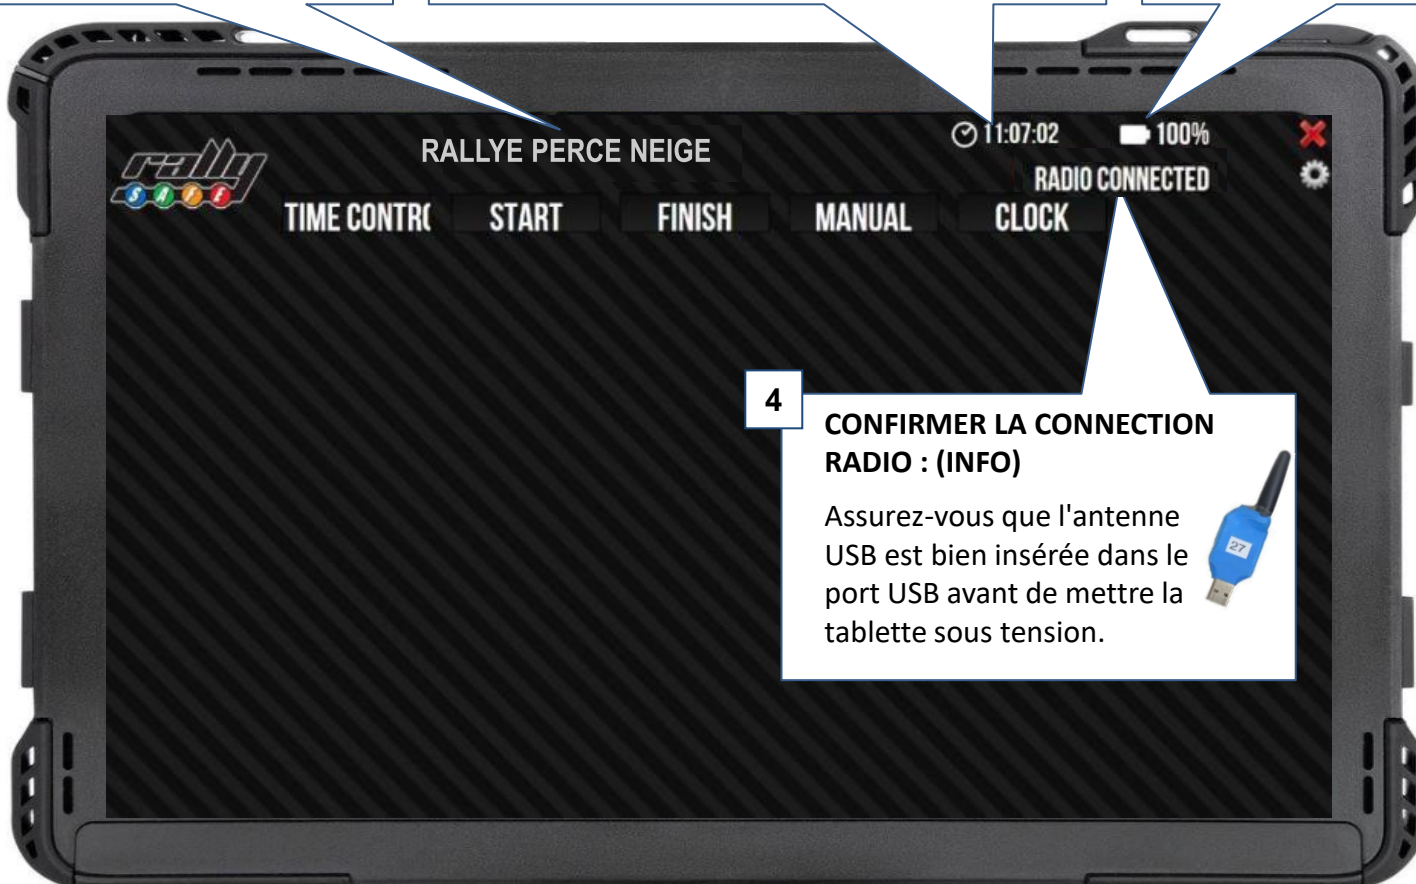 RALLYE PERCE NEIGE
11:07:02
100%
RADIO CONNECTED
rally
SAFE
TIME CONTR(
START
FINISH
MANUAL
CLOCK
4
CONFIRMER LA CONNECTION
RADIO : (INFO)
Assurez-vous que l'antenne
USB est bien insérée dans le
port USB avant de mettre la
tablette sous tension.
27